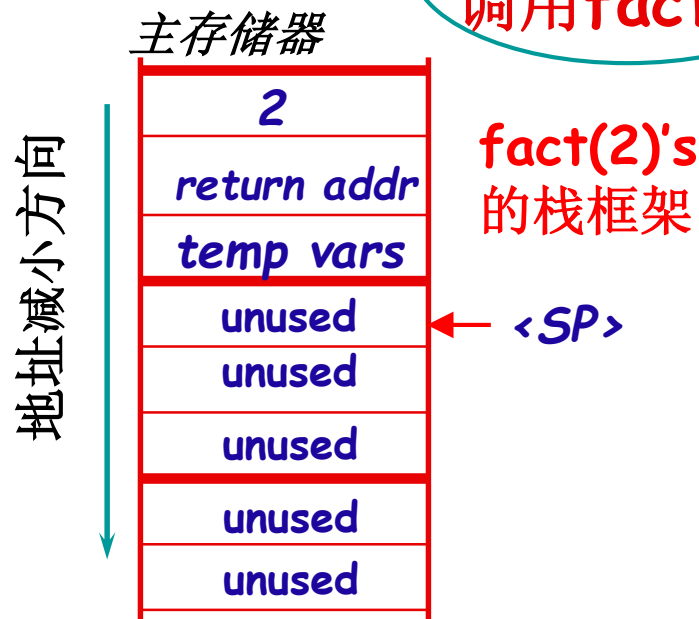 调用fact
主存储器
地址减小方向
2
return addr
temp vars
unused
unused
unused
unused
unused
fact(2)'s
的栈框架
<SP>